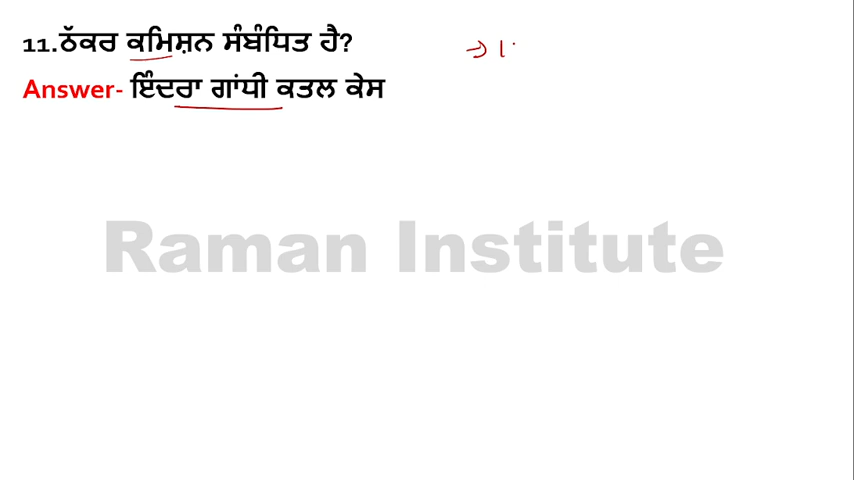 11.ਠੱਕਰ ਕਮਿਸ਼ਨ ਸੰਬੰਧਿਤ ਹੈ?
Answer- ਇੰਦਰਾ ਗਾਂਧੀ ਕਤਲ ਕੇਸ
Raman Institute